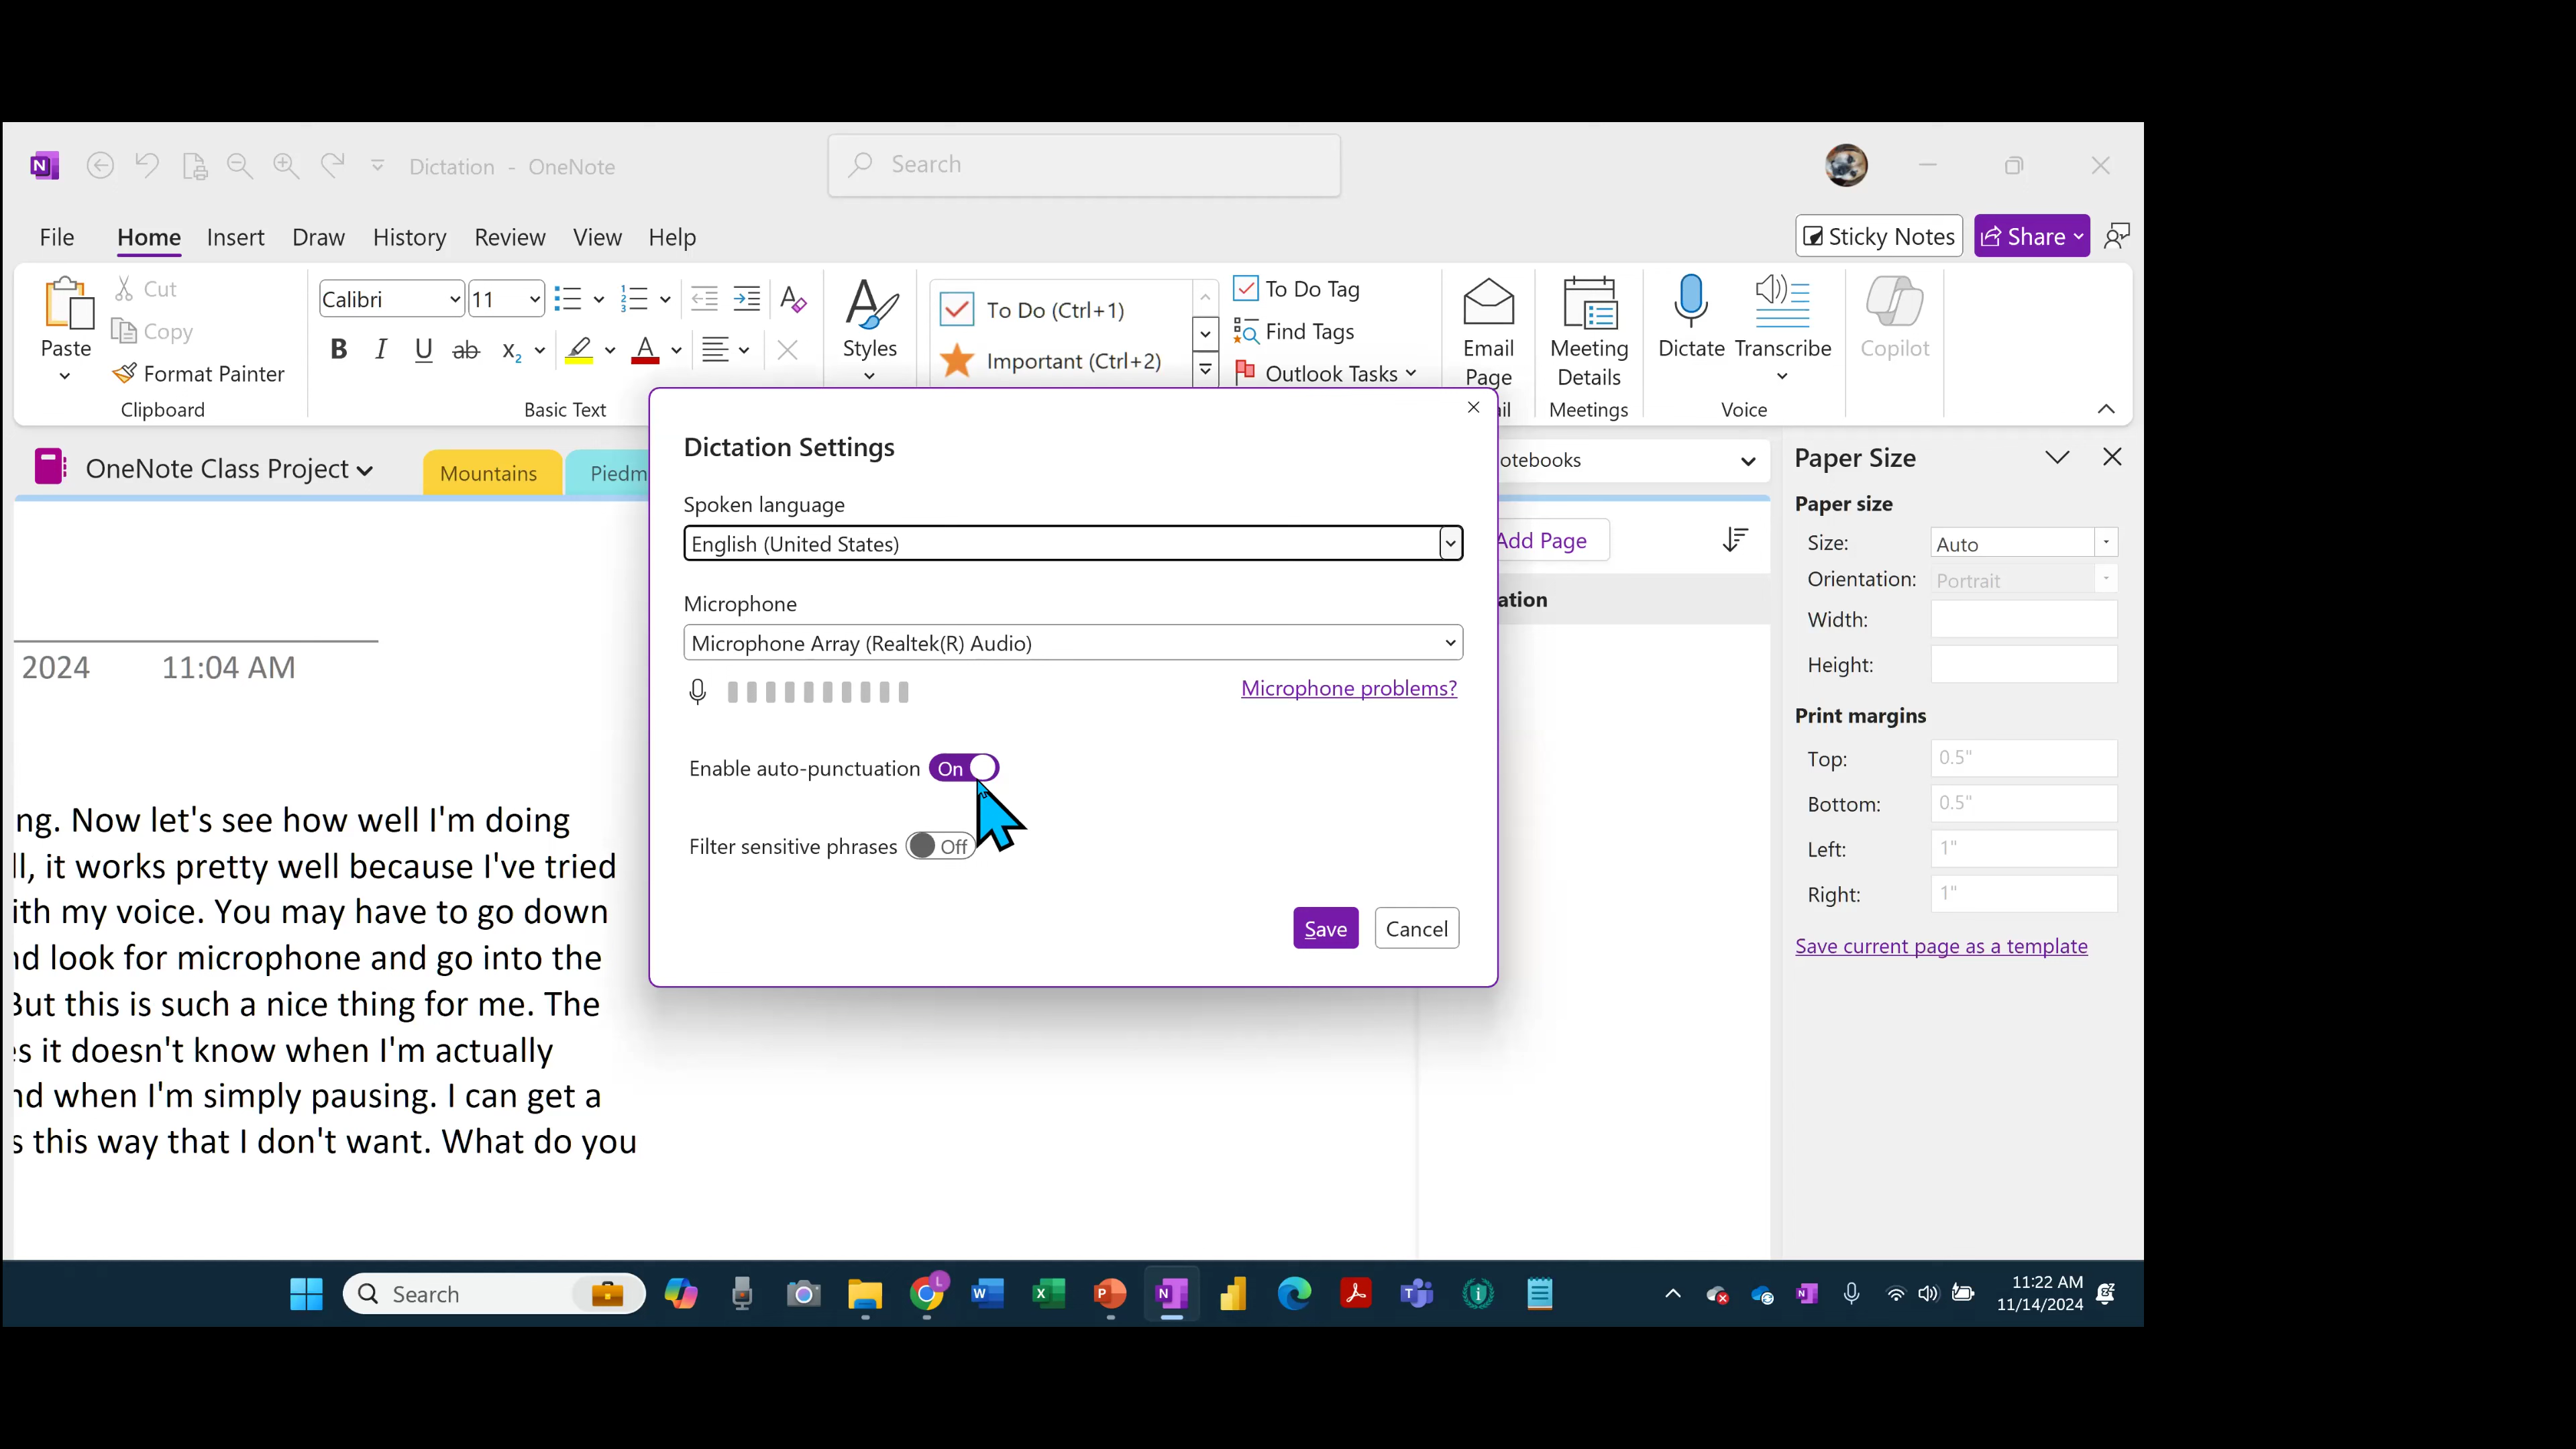 Dictation - OneNote
Search
File Home Insert Draw History Review View Help
Sticky Notes Share
Paste
Cut
Copy
Format Painter
Clipboard
Calibri 11
B I U ab x2 A
Basic Text
Styles
To Do (Ctrl+1)
Important (Ctrl+2)
To Do Tag
Find Tags
Outlook Tasks
Email
Page
Meeting
Details
Meetings
Dictate Transcribe
Voice
Copilot
OneNote Class Project Mountains Piedm
otebooks
Add Page
ation
2024 11:04 AM
ng. Now let's see how well I'm doing
ll, it works pretty well because I've tried
ith my voice. You may have to go down
nd look for microphone and go into the
But this is such a nice thing for me. The
es it doesn't know when I'm actually
nd when I'm simply pausing. I can get a
s this way that I don't want. What do you
Dictation Settings
Spoken language
English (United States)
Microphone
Microphone Array (Realtek(R) Audio)
Microphone problems?
Enable auto-punctuation On
Filter sensitive phrases Off
Save Cancel
Paper Size
Paper size
Size: Auto
Orientation: Portrait
Width:
Height:
Print margins
Top: 0.5"
Bottom: 0.5"
Left: 1"
Right: 1"
Save current page as a template
Search
11:22 AM
11/14/2024